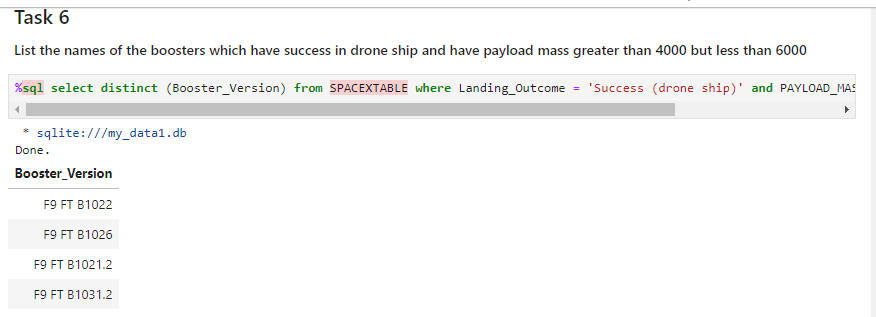 Task 6
List the names of the boosters which have success in drone ship and have payload mass greater than 4000 but less than 6000
%sql select distinct (Booster_Version) from SPACEXTABLE where Landing_Outcome = 'Success (drone ship)' and PAYLOAD_MAS
* sqlite:///my_data1.db
Done.
Booster_Version
F9 FT B1022
F9 FT B1026
F9 FT B1021.2
F9 FT B1031.2